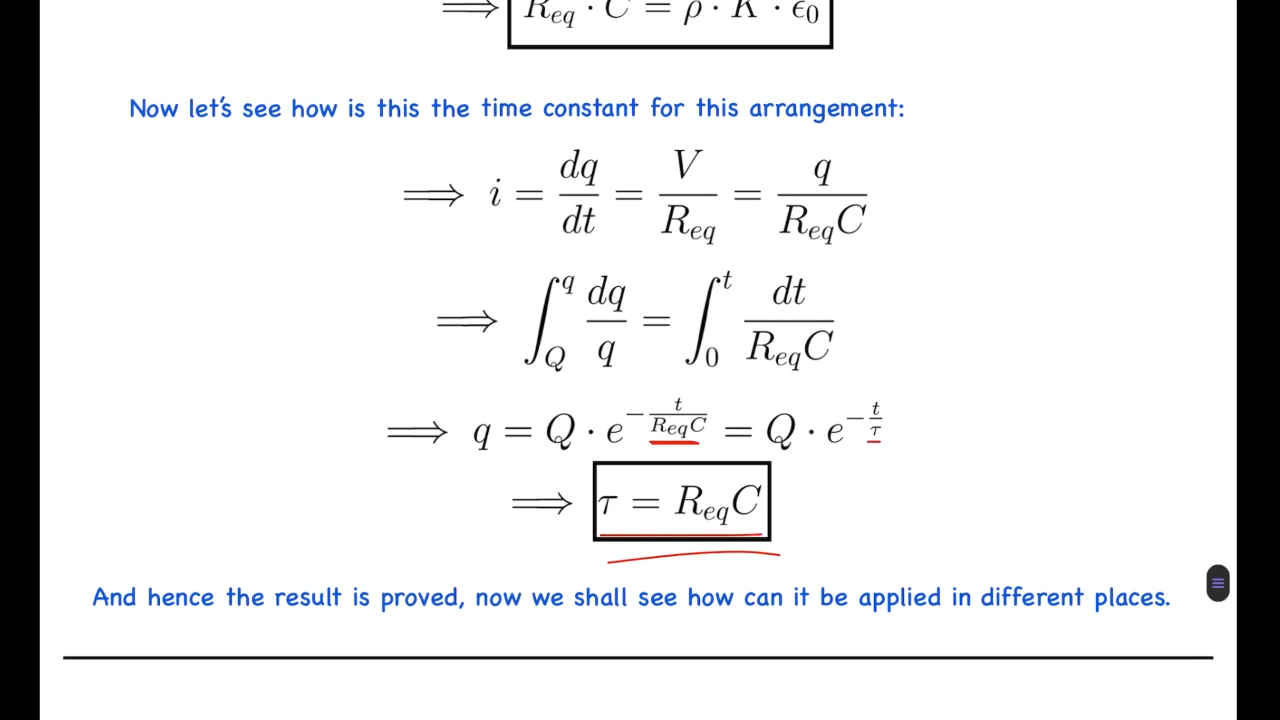 ⟹ R_eq · C = ρ · K · ϵ₀
Now let's see how is this the time constant for this arrangement:
⟹ i = dq/dt = V/R_eq = q/(R_eq C)
⟹ ∫_Q^q dq/q = ∫_0^t dt/(R_eq C)
⟹ q = Q · e^(−t/(R_eq C)) = Q · e^(−t/τ)
⟹ τ = R_eq C
And hence the result is proved, now we shall see how can it be applied in different places.